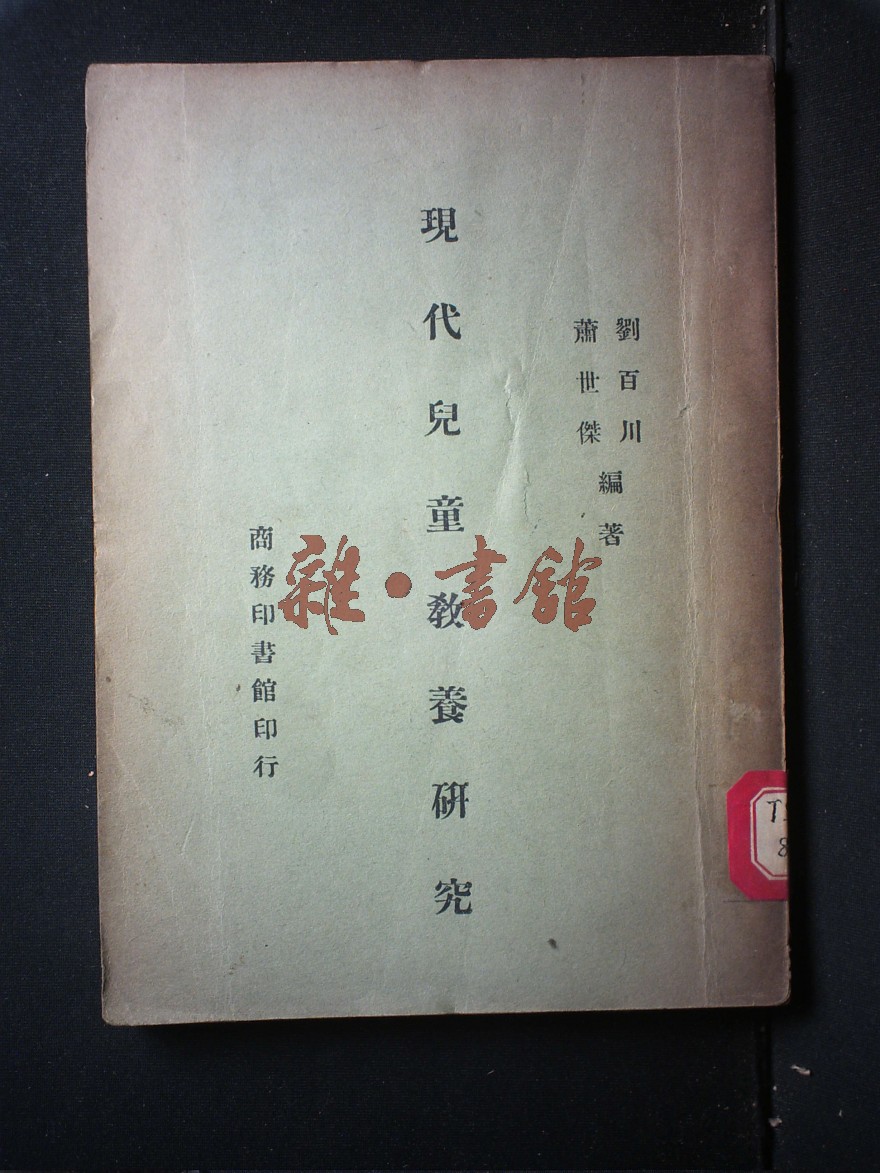 劉百川
蕭世傑
編著
現代兒童教養研究
商務印書館印行
雜·書館